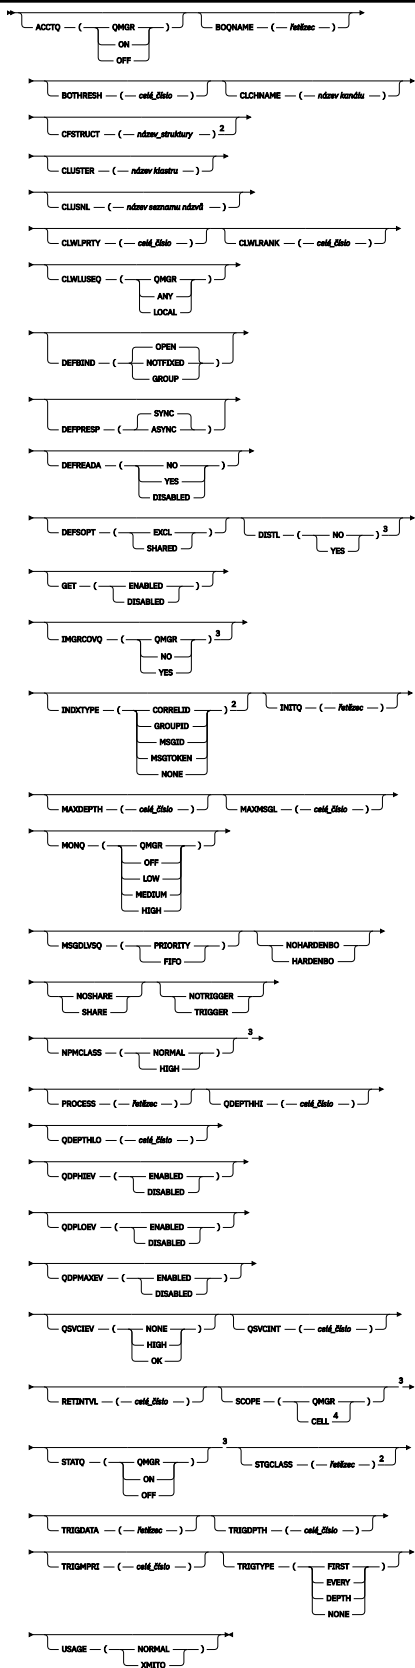 ACCTQ — ( QMGR ) BOQNAME — ( — řetězec — )
ON
OFF
BOTHRESH — ( — celé_číslo — ) CLCHNAME — ( — název kanálu — )
CFSTRUCT — ( — název_struktury — ) 2
CLUSTER — ( — název klastru — )
CLUSNL — ( — název seznamu názvů — )
CLWLPRTY — ( — celé_číslo — ) CLWLRANK — ( — celé_číslo — )
CLWLUSEQ — ( QMGR )
ANY
LOCAL
OPEN
DEFBIND — ( NOTFIXED )
GROUP
SYNC
DEFPRESP — ( ASYNC )
DEFREADA — ( NO )
YES
DISABLED
DEFSOPT — ( EXCL ) DISTL — ( NO ) 3
SHARED YES
GET — ( ENABLED )
DISABLED
IMGRCOVQ — ( QMGR ) 3
NO
YES
INDXTYPE — ( CORRELID ) 2 INITQ — ( — řetězec — )
GROUPID
MSGID
MSGTOKEN
NONE
MAXDEPTH — ( — celé_číslo — ) MAXMSGL — ( — celé_číslo — )
MONQ — ( QMGR )
OFF
LOW
MEDIUM
HIGH
MSGDLVSQ — ( PRIORITY ) NOHARDENBO
FIFO HARDENBO
NOSHARE NOTRIGGER
SHARE TRIGGER
NPMCLASS — ( NORMAL ) 3
HIGH
PROCESS — ( — řetězec — ) QDEPTHHI — ( — celé_číslo — )
QDEPTHLO — ( — celé_číslo — )
QDPHIEV — ( ENABLED )
DISABLED
QDPLOEV — ( ENABLED )
DISABLED
QDPMAXEV — ( ENABLED )
DISABLED
QSVCIEV — ( NONE ) QSVCINT — ( — celé_číslo — )
HIGH
OK
RETINTVL — ( — celé_číslo — ) SCOPE — ( QMGR ) 3
CELL 4
STATQ — ( QMGR ) 3 STGCLASS — ( — řetězec — ) 2
ON
OFF
TRIGDATA — ( — řetězec — ) TRIGDPTH — ( — celé_číslo — )
TRIGMPRI — ( — celé_číslo — ) TRIGTYPE — ( FIRST )
EVERY
DEPTH
NONE
USAGE — ( NORMAL )
XMITQ